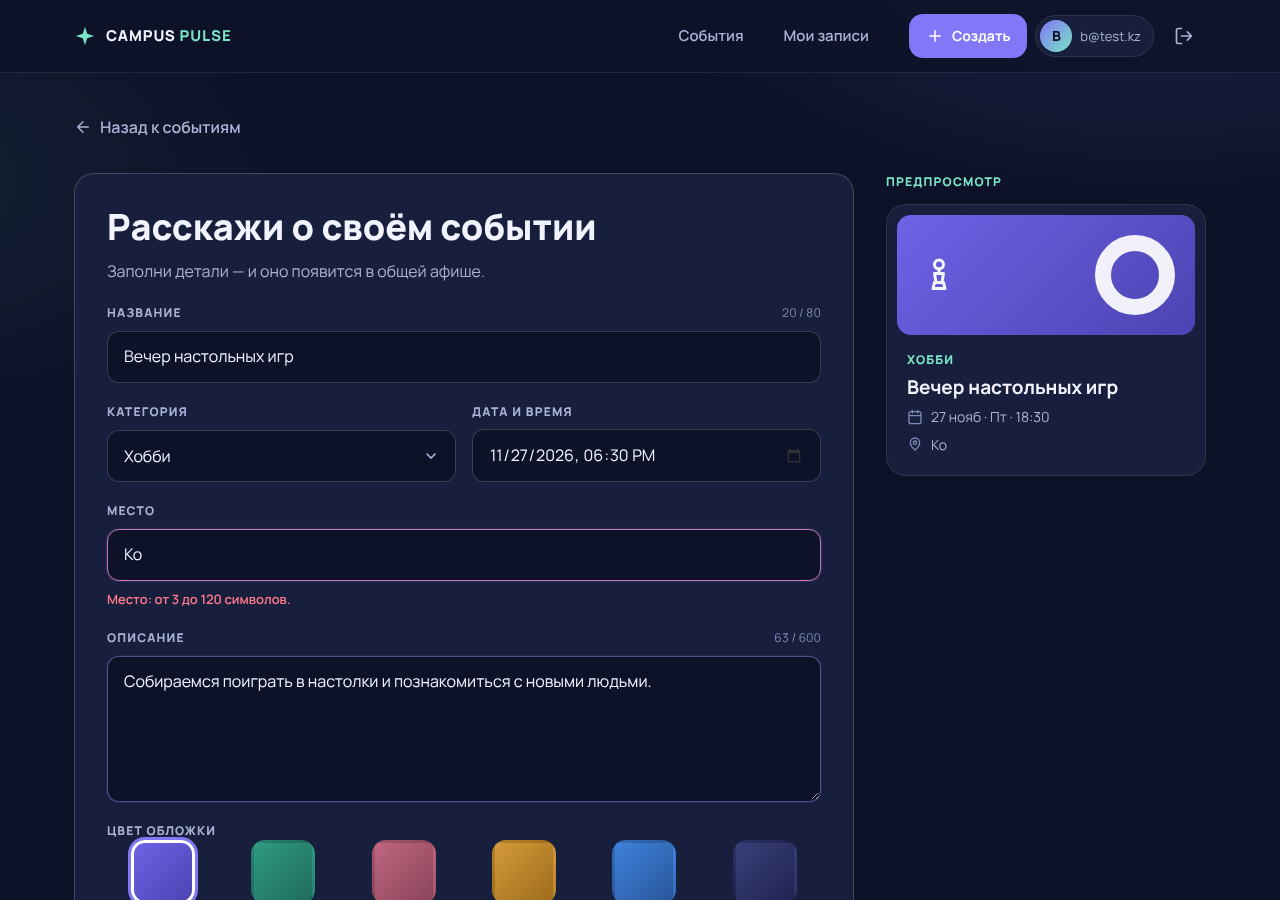 CAMPUS PULSE
События
Мои записи
Создать
B
b@test.kz
Назад к событиям
Расскажи о своём событии
Заполни детали — и оно появится в общей афише.
НАЗВАНИЕ
20 / 80
Вечер настольных игр
КАТЕГОРИЯ
ДАТА И ВРЕМЯ
Хобби
11/27/2026, 06:30 PM
МЕСТО
Ко
Место: от 3 до 120 символов.
ОПИСАНИЕ
63 / 600
Собираемся поиграть в настолки и познакомиться с новыми людьми.
ЦВЕТ ОБЛОЖКИ
ПРЕДПРОСМОТР
ХОББИ
Вечер настольных игр
27 нояб · Пт · 18:30
Ко